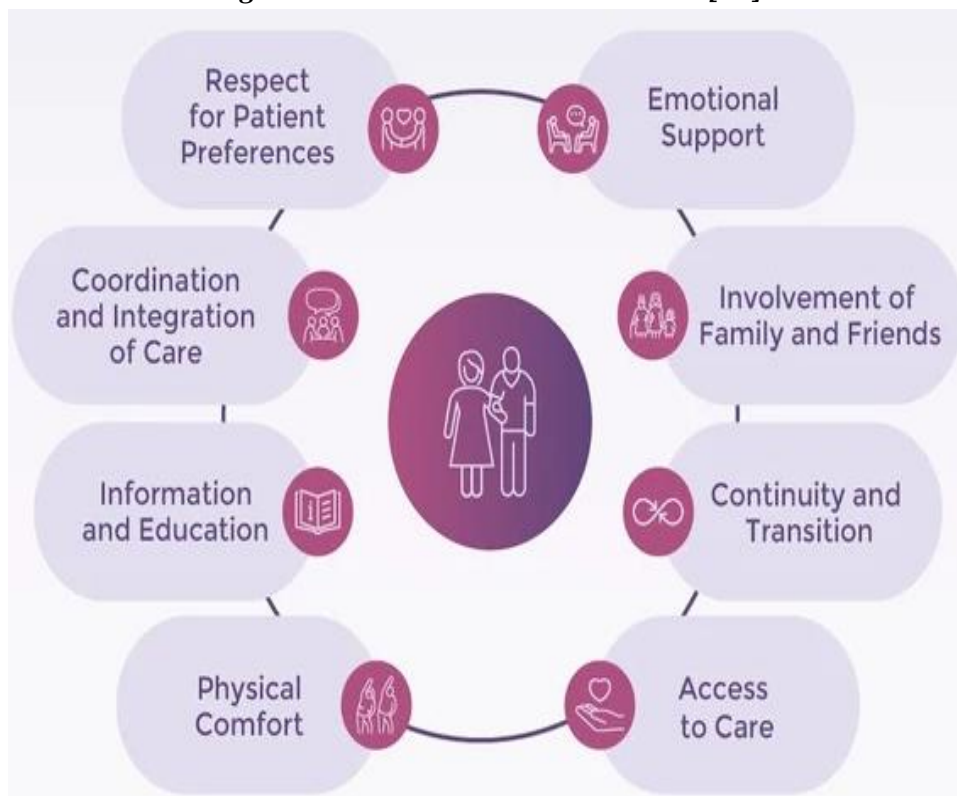 Respect
for Patient
Preferences
Emotional
Support
Coordination
and Integration
of Care
Involvement of
Family and Friends
Information
and Education
Continuity and
Transition
Physical
Comfort
Access
to Care